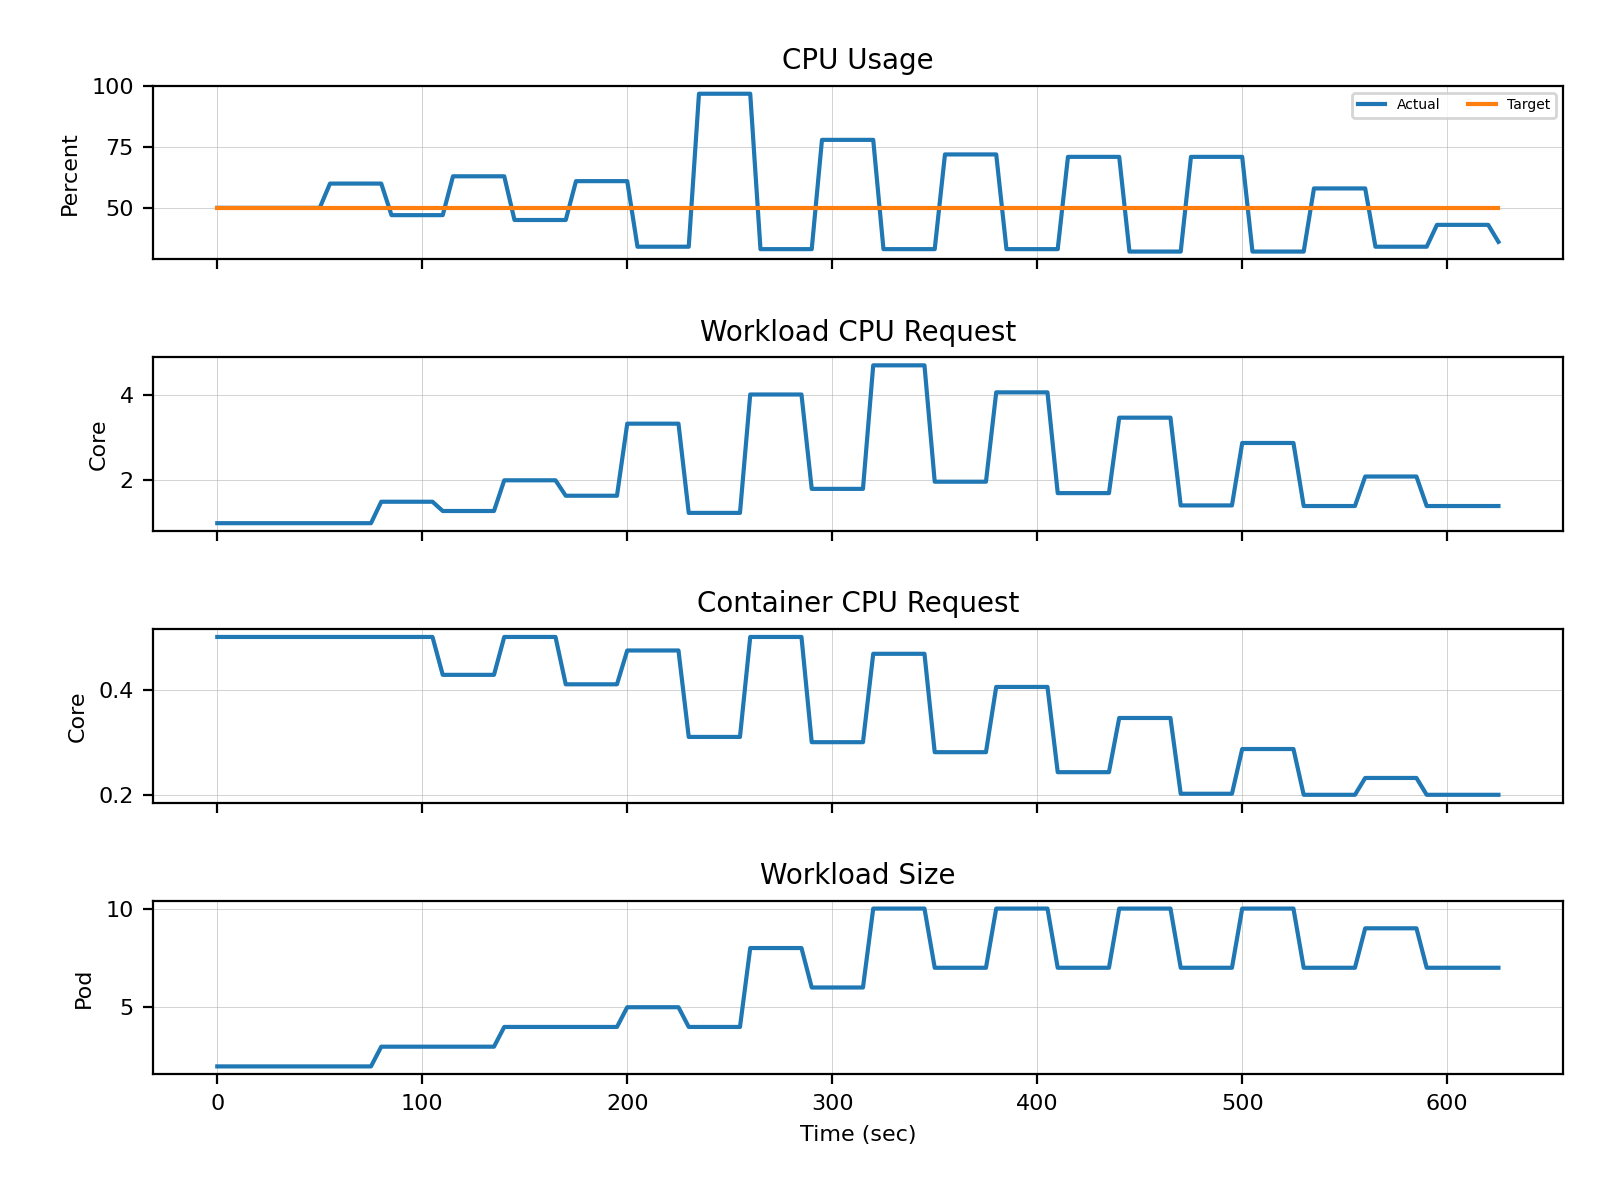 CPU Usage
100
75
50
Percent
Actual Target
Workload CPU Request
4
2
Core
Container CPU Request
0.4
0.2
Core
Workload Size
10
5
Pod
0 100 200 300 400 500 600
Time (sec)